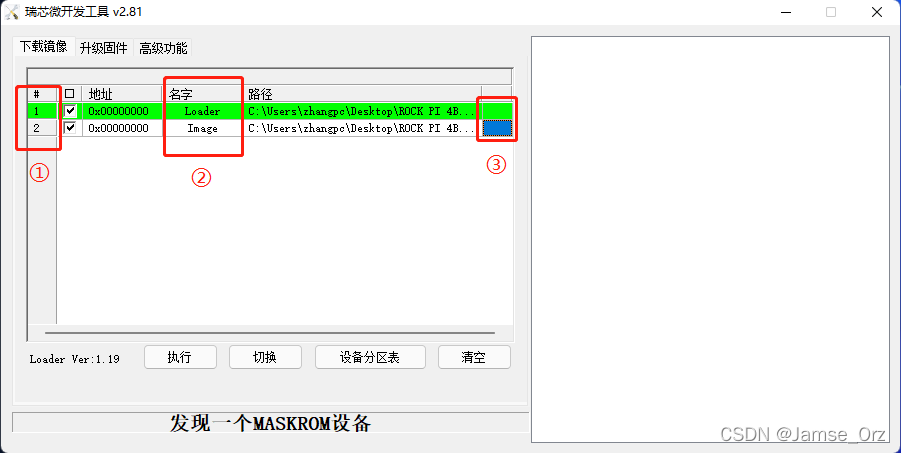 瑞芯微开发工具 v2.81
下载镜像 升级固件 高级功能
# 地址 名字 路径
1 0x00000000 Loader C:\Users\zhangpc\Desktop\ROCK PI 4B...
2 0x00000000 Image C:\Users\zhangpc\Desktop\ROCK PI 4B...
① ② ③
Loader Ver:1.19 执行 切换 设备分区表 清空
发现一个MASKROM设备
CSDN @Jamse_Orz